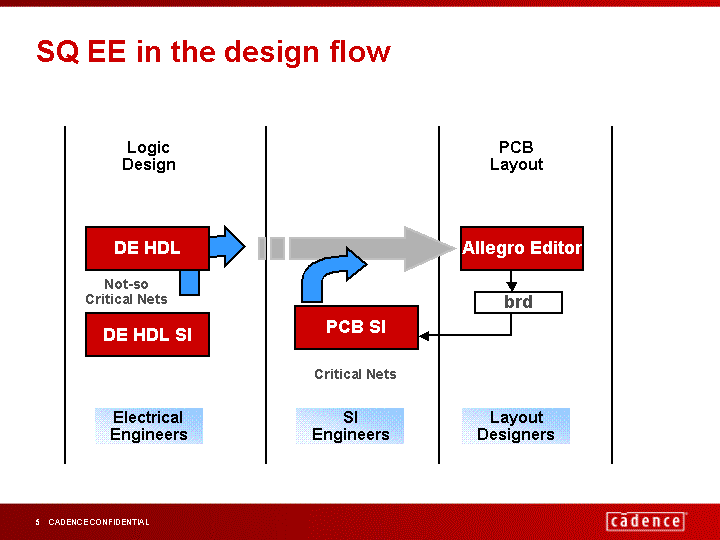 SQ EE in the design flow
Logic
Design
PCB
Layout
DE HDL
Allegro Editor
Not-so
Critical Nets
brd
DE HDL SI
PCB SI
Critical Nets
Electrical
Engineers
SI
Engineers
Layout
Designers
5 CADENCE CONFIDENTIAL
cādence